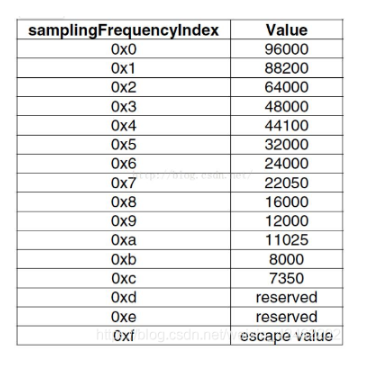 samplingFrequencyIndex Value
0x0 96000
0x1 88200
0x2 64000
0x3 48000
0x4 44100
0x5 32000
0x6 24000
0x7 22050
0x8 16000
0x9 12000
0xa 11025
0xb 8000
0xc 7350
0xd reserved
0xe reserved
0xf escape value